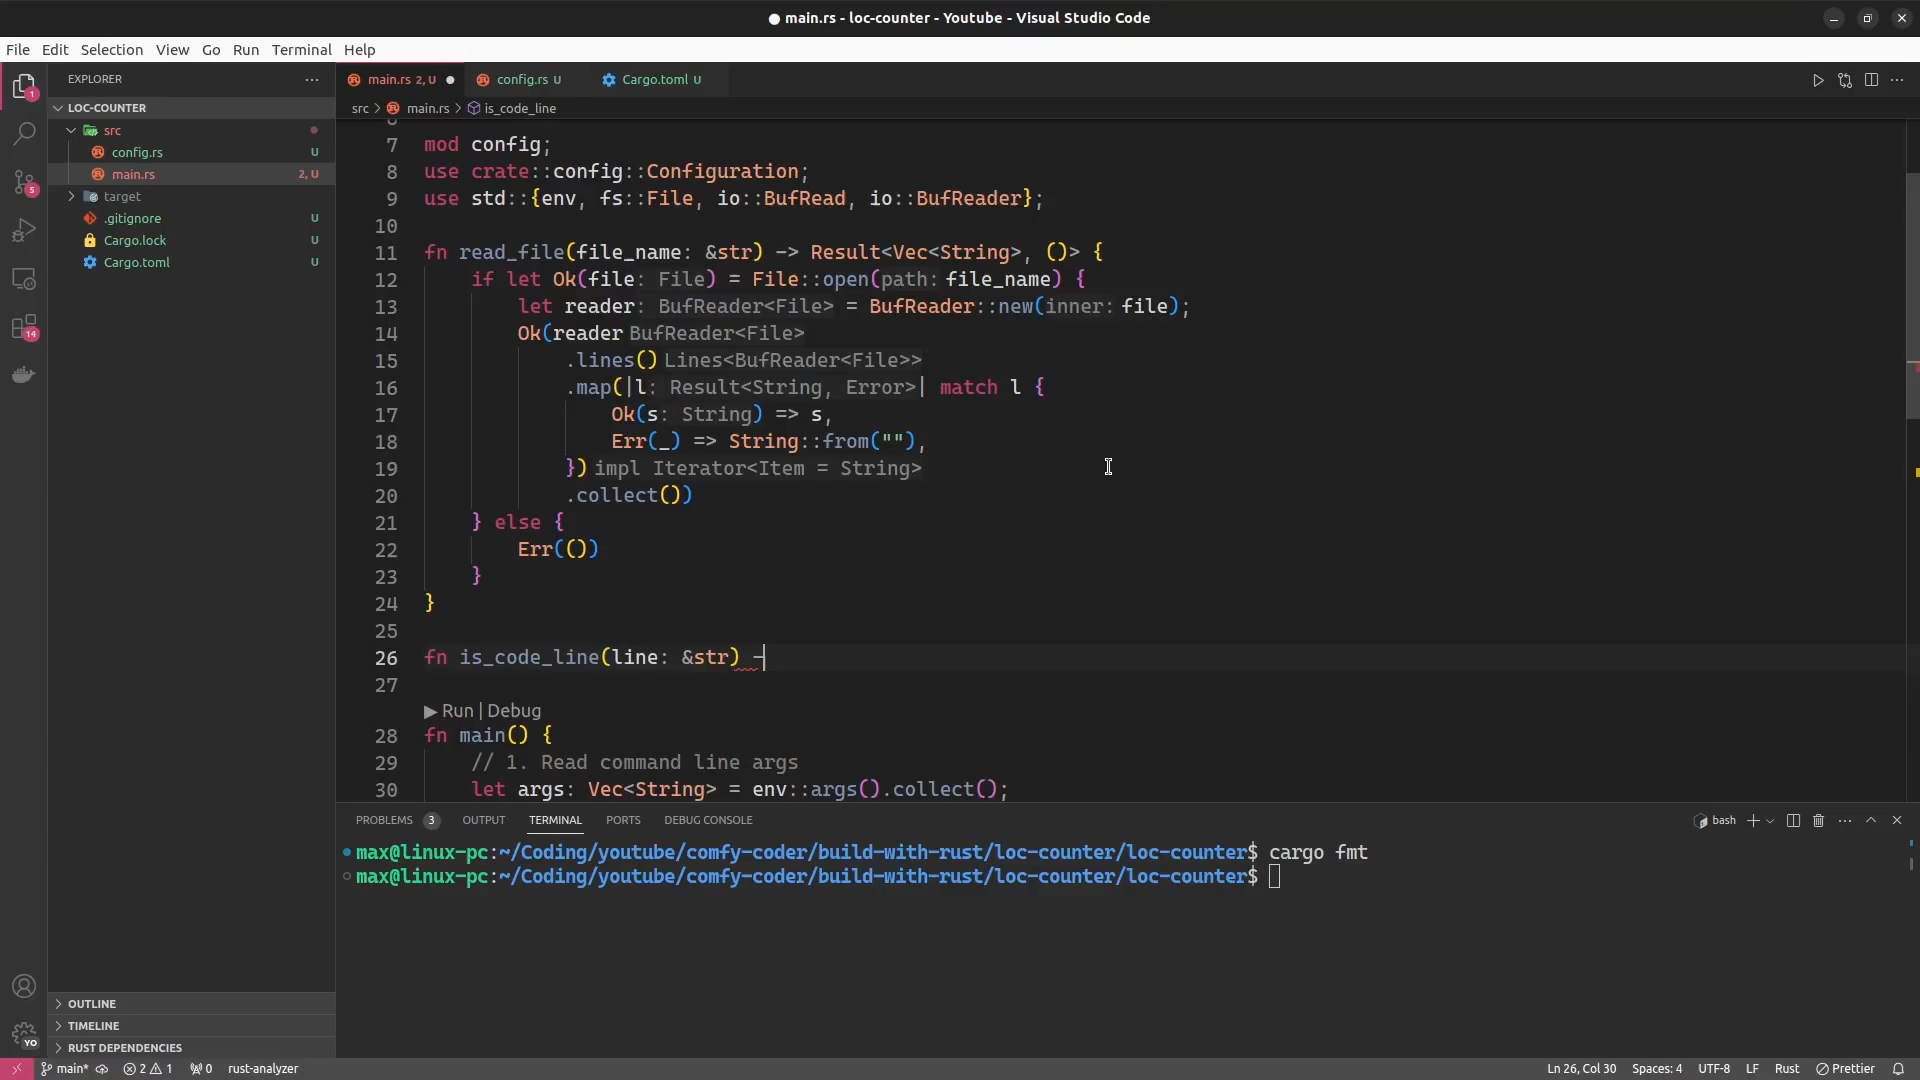 main.rs - loc-counter - Youtube - Visual Studio Code
File Edit Selection View Go Run Terminal Help
EXPLORER
main.rs 2, U
config.rs U
Cargo.toml U
LOC-COUNTER
src > main.rs > is_code_line
src
config.rs U
main.rs 2, U
target
.gitignore U
Cargo.lock U
Cargo.toml U
1
5
14
7 mod config;
8 use crate::config::Configuration;
9 use std::{env, fs::File, io::BufRead, io::BufReader};
10
11 fn read_file(file_name: &str) -> Result<Vec<String>, ()> {
12 if let Ok(file: File) = File::open(path: file_name) {
13 let reader: BufReader<File> = BufReader::new(inner: file);
14 Ok(reader BufReader<File>
15 .lines() Lines<BufReader<File>>
16 .map(|l: Result<String, Error>| match l {
17 Ok(s: String) => s,
18 Err(_) => String::from(""),
19 }) impl Iterator<Item = String>
20 .collect())
21 } else {
22 Err(())
23 }
24 }
25
26 fn is_code_line(line: &str) -
27
▶ Run | Debug
28 fn main() {
29 // 1. Read command line args
30 let args: Vec<String> = env::args().collect();
PROBLEMS 3 OUTPUT TERMINAL PORTS DEBUG CONSOLE
bash
max@linux-pc:~/Coding/youtube/comfy-coder/build-with-rust/loc-counter/loc-counter$ cargo fmt
max@linux-pc:~/Coding/youtube/comfy-coder/build-with-rust/loc-counter/loc-counter$
OUTLINE
TIMELINE
RUST DEPENDENCIES
YO
main* 2 1 0 rust-analyzer
Ln 26, Col 30 Spaces: 4 UTF-8 LF Rust Prettier